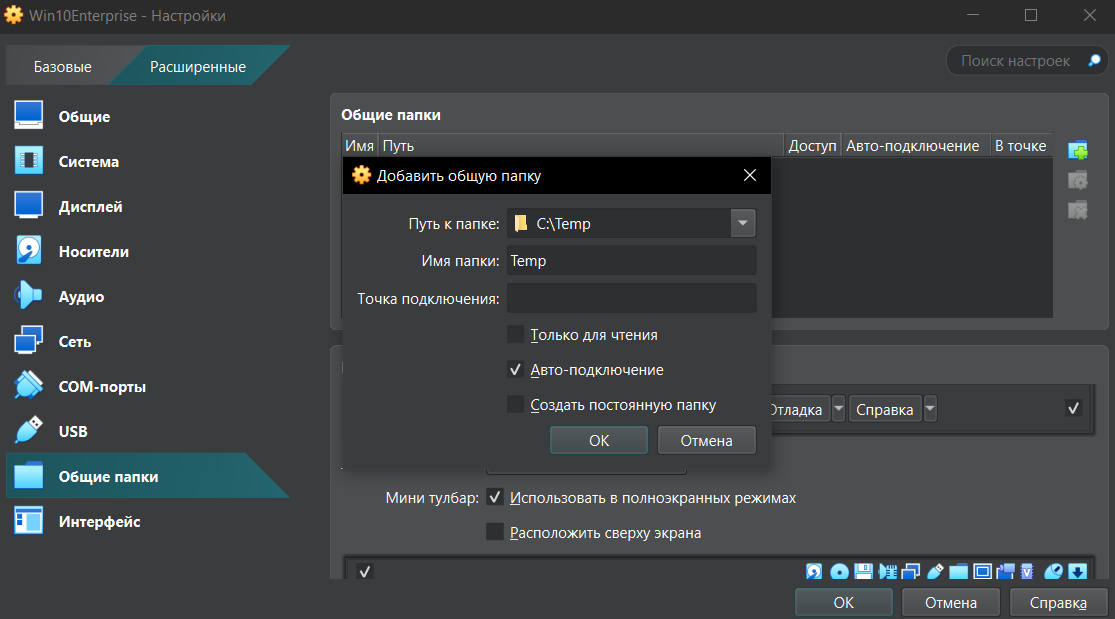 Win10Enterprise - Настройки
Базовые
Расширенные
Поиск настроек
Общие
Система
Дисплей
Носители
Аудио
Сеть
COM-порты
USB
Общие папки
Интерфейс
Общие папки
Имя Путь Доступ Авто-подключение В точке
Добавить общую папку
Путь к папке: C:\Temp
Имя папки: Temp
Точка подключения:
Только для чтения
Авто-подключение
Создать постоянную папку
OK Отмена
Справка
Мини тулбар: Использовать в полноэкранных режимах
Расположить сверху экрана
OK Отмена Справка